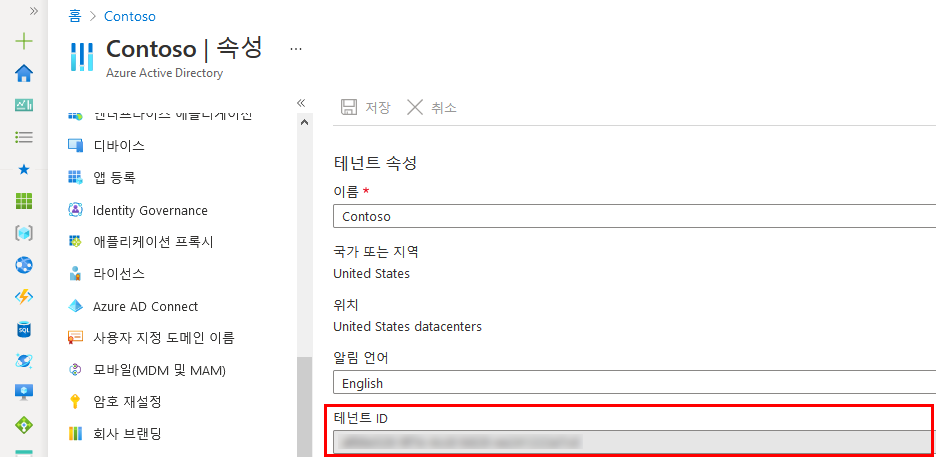 홈 > Contoso
Contoso | 속성 ...
Azure Active Directory
엔터프라이즈 애플리케이션
디바이스
앱 등록
Identity Governance
애플리케이션 프록시
라이선스
Azure AD Connect
사용자 지정 도메인 이름
모바일(MDM 및 MAM)
암호 재설정
회사 브랜딩
저장 취소
테넌트 속성
이름 *
Contoso
국가 또는 지역
United States
위치
United States datacenters
알림 언어
English
테넌트 ID